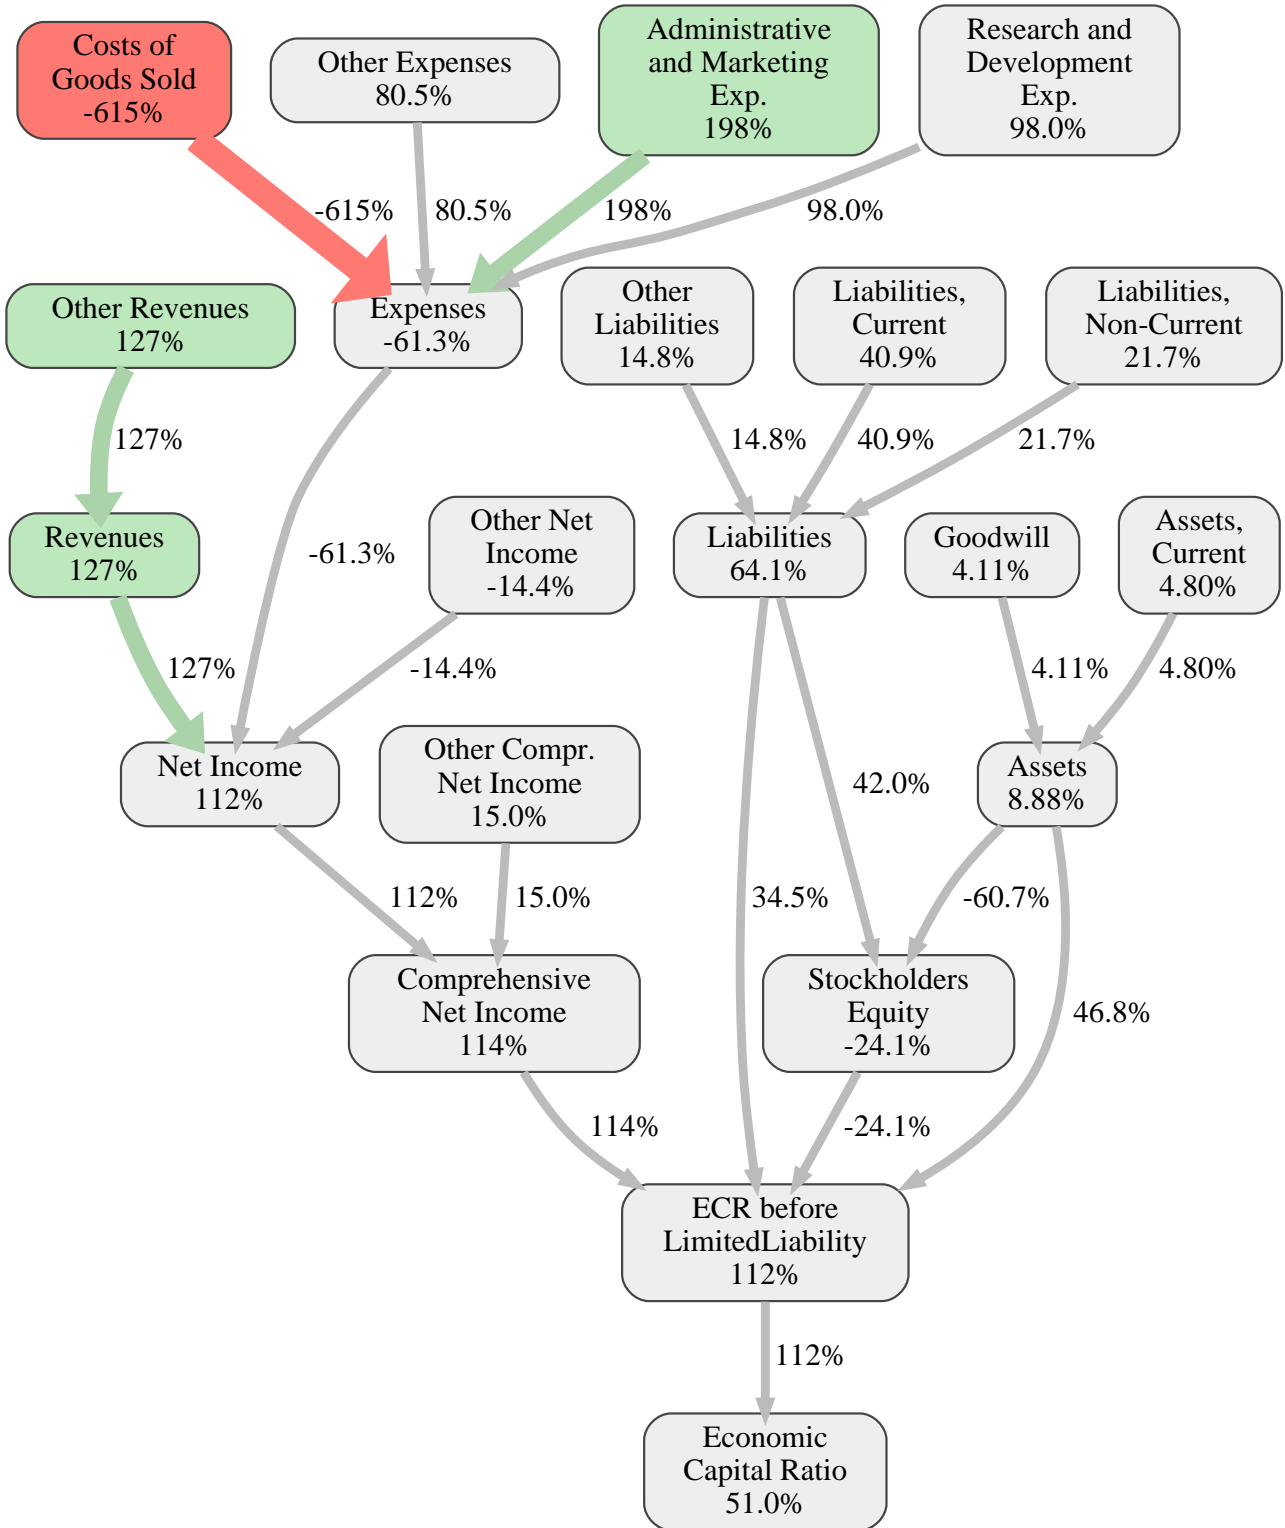 Costs of
Goods Sold
-615%
Other Expenses
80.5%
Administrative
and Marketing
Exp.
198%
Research and
Development
Exp.
98.0%
-615%
80.5%
198%
98.0%
Other Revenues
127%
Expenses
-61.3%
Other
Liabilities
14.8%
Liabilities,
Current
40.9%
Liabilities,
Non-Current
21.7%
127%
14.8%
40.9%
21.7%
Revenues
127%
-61.3%
Other Net
Income
-14.4%
Liabilities
64.1%
Goodwill
4.11%
Assets,
Current
4.80%
127%
-14.4%
4.11%
4.80%
Net Income
112%
Other Compr.
Net Income
15.0%
42.0%
Assets
8.88%
112%
15.0%
34.5%
-60.7%
Comprehensive
Net Income
114%
Stockholders
Equity
-24.1%
46.8%
114%
-24.1%
ECR before
LimitedLiability
112%
112%
Economic
Capital Ratio
51.0%